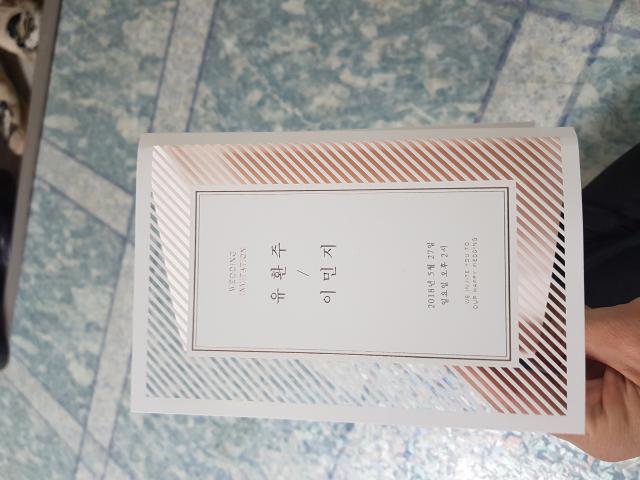 WEDDING
INVITATION
유 환 주
/
이 민 지
2018년 5월 27일
일요일 오후 2시
WE INVITE YOU TO
OUR HAPPY WEDDING